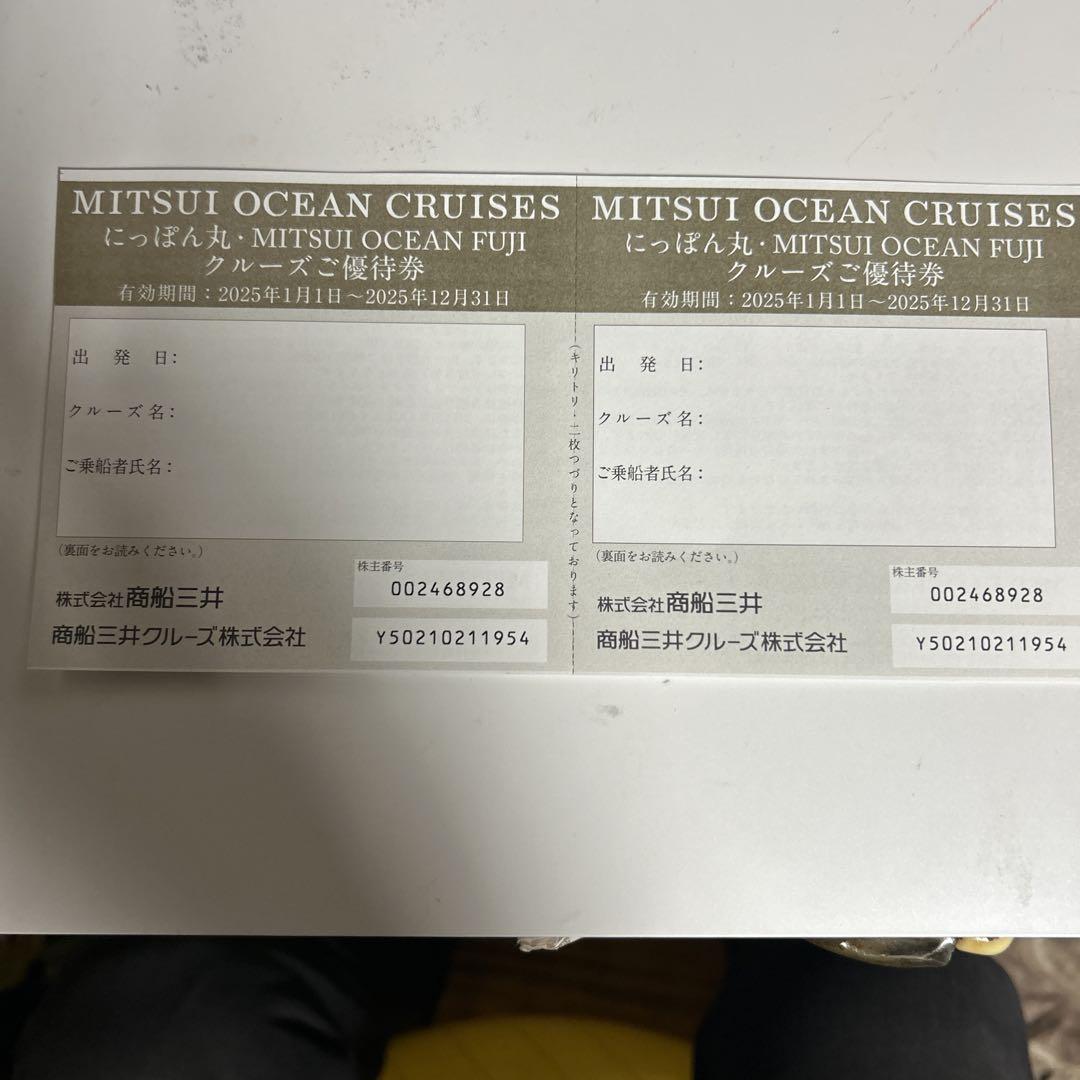 MITSUI OCEAN CRUISES
にっぽん丸・MITSUI OCEAN FUJI
クルーズご優待券
有効期間：2025年1月1日～2025年12月31日
出発日：
クルーズ名：
ご乗船者氏名：
（裏面をお読みください。）
株式会社商船三井
商船三井クルーズ株式会社
株主番号
002468928
Y50210211954
（キリトリ・二枚つづりとなっております）
MITSUI OCEAN CRUISES
にっぽん丸・MITSUI OCEAN FUJI
クルーズご優待券
有効期間：2025年1月1日～2025年12月31日
出発日：
クルーズ名：
ご乗船者氏名：
（裏面をお読みください。）
株式会社商船三井
商船三井クルーズ株式会社
株主番号
002468928
Y50210211954